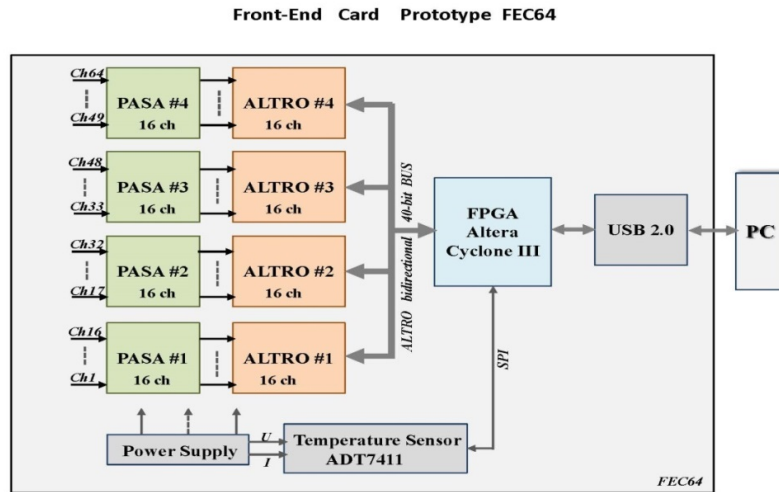 Front-End Card Prototype FEC64
Ch64
Ch49
PASA #4
16 ch
ALTRO #4
16 ch
Ch48
Ch33
PASA #3
16 ch
ALTRO #3
16 ch
Ch32
Ch17
PASA #2
16 ch
ALTRO #2
16 ch
Ch16
Ch1
PASA #1
16 ch
ALTRO #1
16 ch
ALTRO bidirectional 40-bit BUS
FPGA
Altera
Cyclone III
USB 2.0
PC
SPI
Power Supply
U
I
Temperature Sensor
ADT7411
FEC64